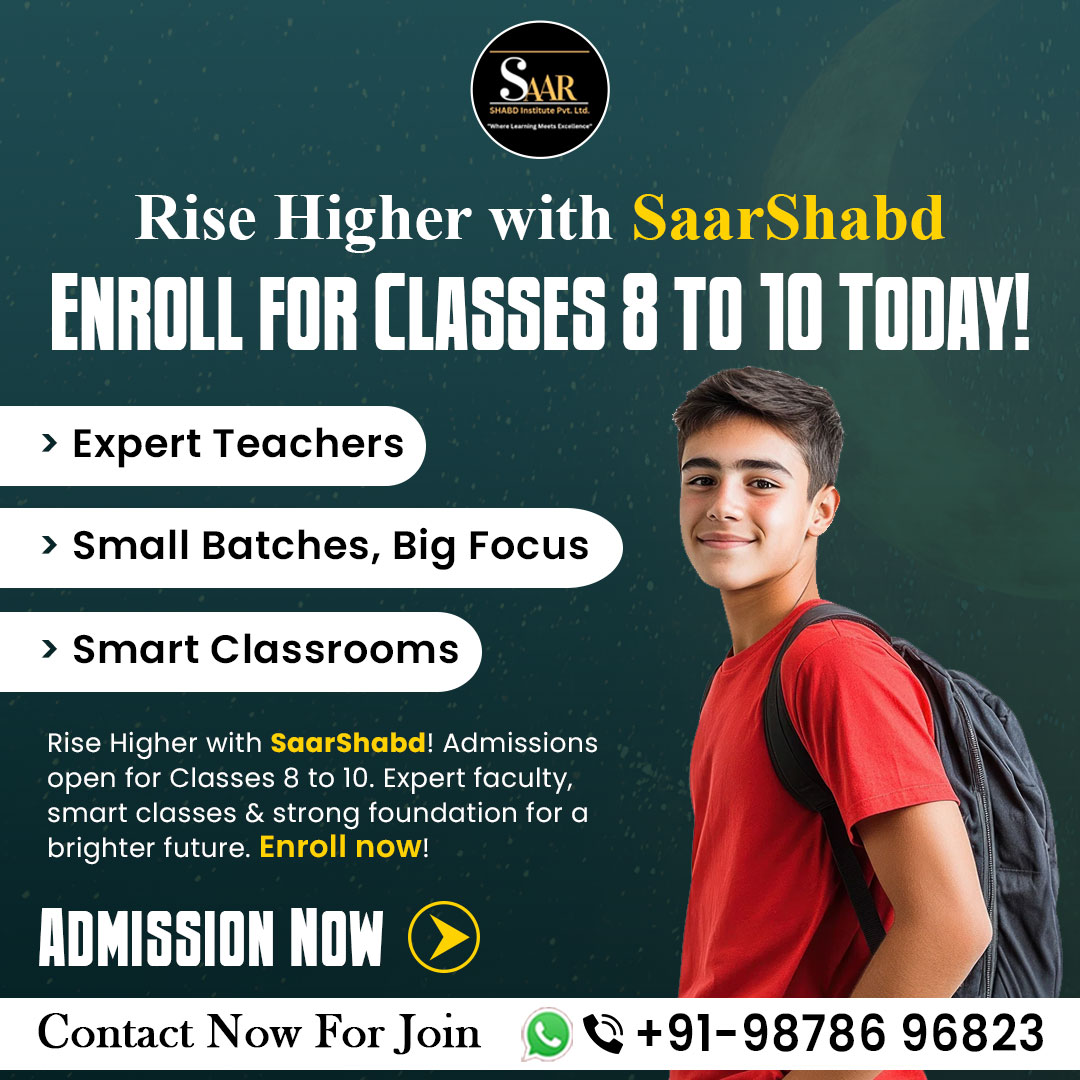 SAAR
SHABD Institute Pvt. Ltd.
"Where Learning Meets Excellence"
Rise Higher with SaarShabd
Enroll for Classes 8 to 10 Today!
> Expert Teachers
> Small Batches, Big Focus
> Smart Classrooms
Rise Higher with SaarShabd! Admissions
open for Classes 8 to 10. Expert faculty,
smart classes & strong foundation for a
brighter future. Enroll now!
Admission Now
Contact Now For Join +91-98786 96823